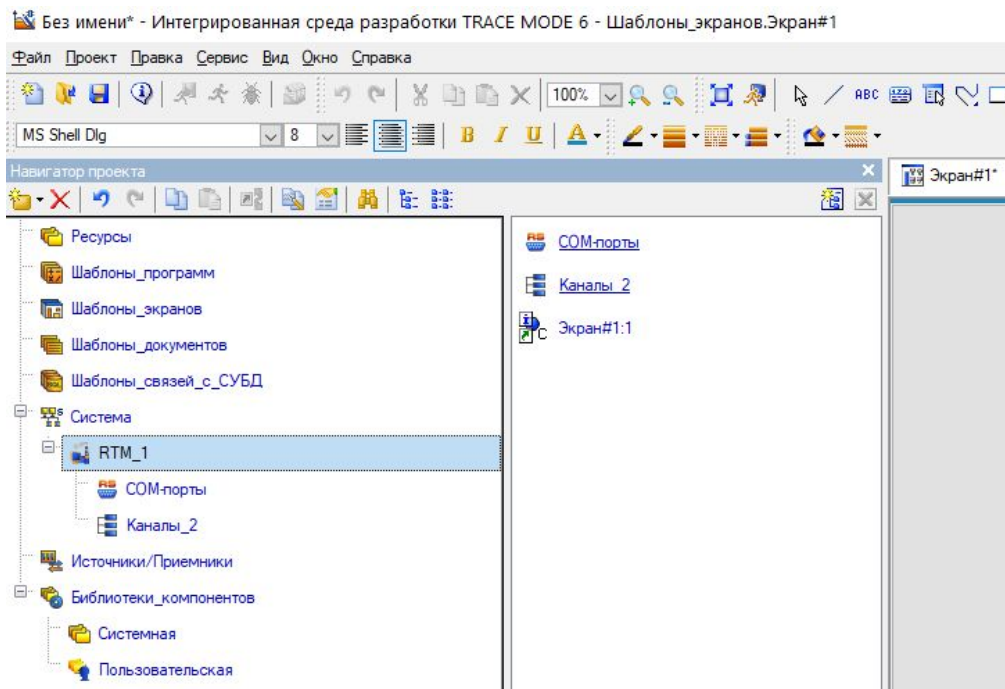 Без имени* - Интегрированная среда разработки TRACE MODE 6 - Шаблоны_экранов.Экран#1
Файл Проект Правка Сервис Вид Окно Справка
100% ABC
MS Shell Dlg 8 B I U A
Навигатор проекта
Экран#1*
Ресурсы
Шаблоны_программ
Шаблоны_экранов
Шаблоны_документов
Шаблоны_связей_с_СУБД
Система
RTM_1
COM-порты
Каналы_2
Источники/Приемники
Библиотеки_компонентов
Системная
Пользовательская
COM-порты
Каналы_2
C Экран#1:1